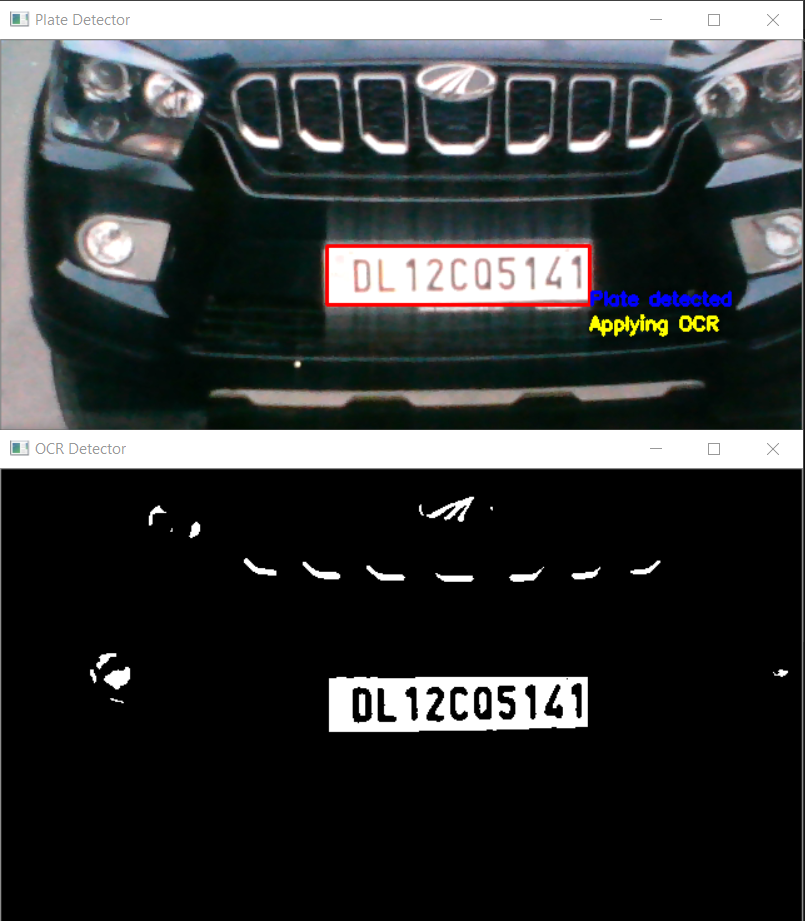 Plate Detector
DL12CQ5141
Plate detected
Applying OCR
OCR Detector
DL12CQ5141